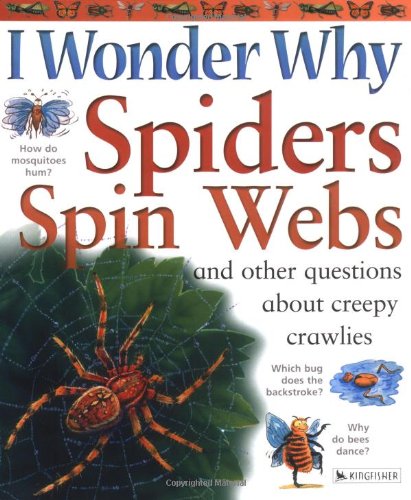 I Wonder Why
How do
mosquitoes
hum?
Spiders
Spin Webs
and other questions
about creepy
crawlies
Which bug
does the
backstroke?
Why
do bees
dance?
KINGFISHER